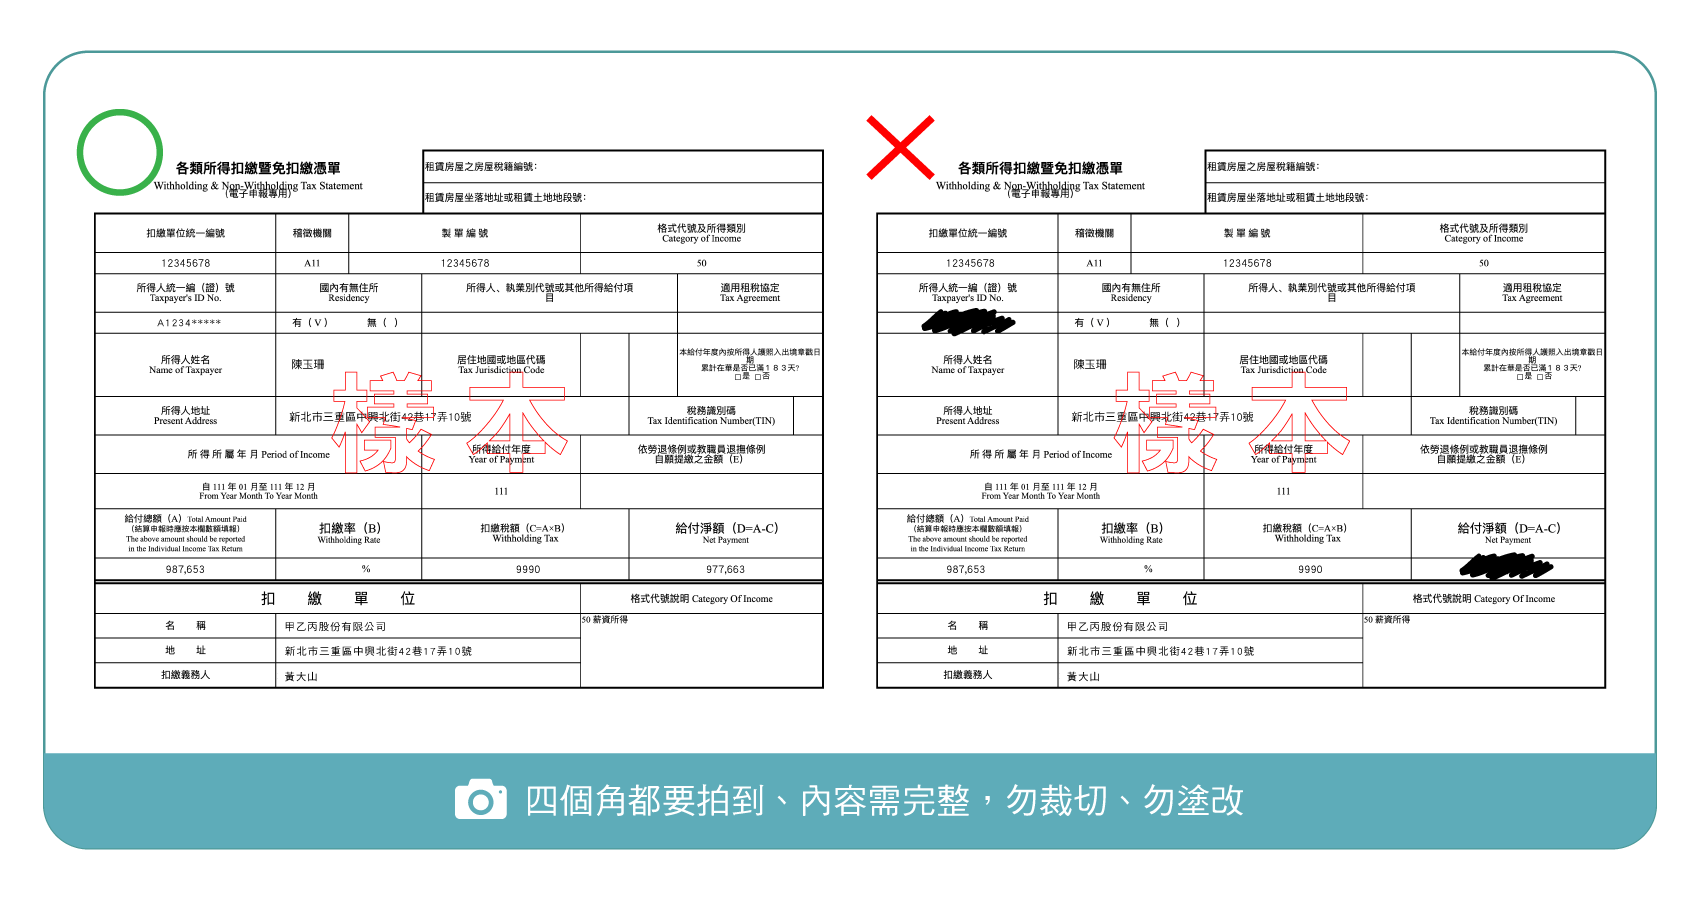 各類所得扣繳暨免扣繳憑單
Withholding & Non-Withholding Tax Statement
(電子申報專用)
租賃房屋之房屋稅籍編號:
租賃房屋坐落地址或租賃土地地段號:
扣繳單位統一編號
稽徵機關
製 單 編 號
格式代號及所得類別
Category of Income
12345678
A11
12345678
50
所得人統一編（證）號
Taxpayer's ID No.
國內有無住所
Residency
所得人、執業別代號或其他所得給付項
目
適用租稅協定
Tax Agreement
A1234*****
有（V） 無（ ）
所得人姓名
Name of Taxpayer
陳玉珊
居住地國或地區代碼
Tax Jurisdiction Code
本給付年度內按所得人護照入出境章戳日
期
累計在華是否已滿１８３天?
□是 □否
所得人地址
Present Address
新北市三重區中興北街42巷17弄10號
稅務識別碼
Tax Identification Number(TIN)
樣本
所 得 所 屬 年 月 Period of Income
所得給付年度
Year of Payment
依勞退條例或教職員退撫條例
自願提繳之金額（E）
自 111 年 01 月至 111 年 12 月
From Year Month To Year Month
111
給付總額（A）Total Amount Paid
（結算申報時應按本欄數額填報）
The above amount should be reported
in the Individual Income Tax Return
扣繳率（B）
Withholding Rate
扣繳稅額（C=A×B）
Withholding Tax
給付淨額（D=A-C）
Net Payment
987,653
%
9990
977,663
扣 繳 單 位
格式代號說明 Category Of Income
名 稱
甲乙丙股份有限公司
50 薪資所得
地 址
新北市三重區中興北街42巷17弄10號
扣繳義務人
黃大山
各類所得扣繳暨免扣繳憑單
Withholding & Non-Withholding Tax Statement
(電子申報專用)
租賃房屋之房屋稅籍編號:
租賃房屋坐落地址或租賃土地地段號:
扣繳單位統一編號
稽徵機關
製 單 編 號
格式代號及所得類別
Category of Income
12345678
A11
12345678
50
所得人統一編（證）號
Taxpayer's ID No.
國內有無住所
Residency
所得人、執業別代號或其他所得給付項
目
適用租稅協定
Tax Agreement
有（V） 無（ ）
所得人姓名
Name of Taxpayer
陳玉珊
居住地國或地區代碼
Tax Jurisdiction Code
本給付年度內按所得人護照入出境章戳日
期
累計在華是否已滿１８３天?
□是 □否
所得人地址
Present Address
新北市三重區中興北街42巷17弄10號
稅務識別碼
Tax Identification Number(TIN)
樣本
所 得 所 屬 年 月 Period of Income
所得給付年度
Year of Payment
依勞退條例或教職員退撫條例
自願提繳之金額（E）
自 111 年 01 月至 111 年 12 月
From Year Month To Year Month
111
給付總額（A）Total Amount Paid
（結算申報時應按本欄數額填報）
The above amount should be reported
in the Individual Income Tax Return
扣繳率（B）
Withholding Rate
扣繳稅額（C=A×B）
Withholding Tax
給付淨額（D=A-C）
Net Payment
987,653
%
9990
扣 繳 單 位
格式代號說明 Category Of Income
名 稱
甲乙丙股份有限公司
50 薪資所得
地 址
新北市三重區中興北街42巷17弄10號
扣繳義務人
黃大山
四個角都要拍到、內容需完整，勿裁切、勿塗改